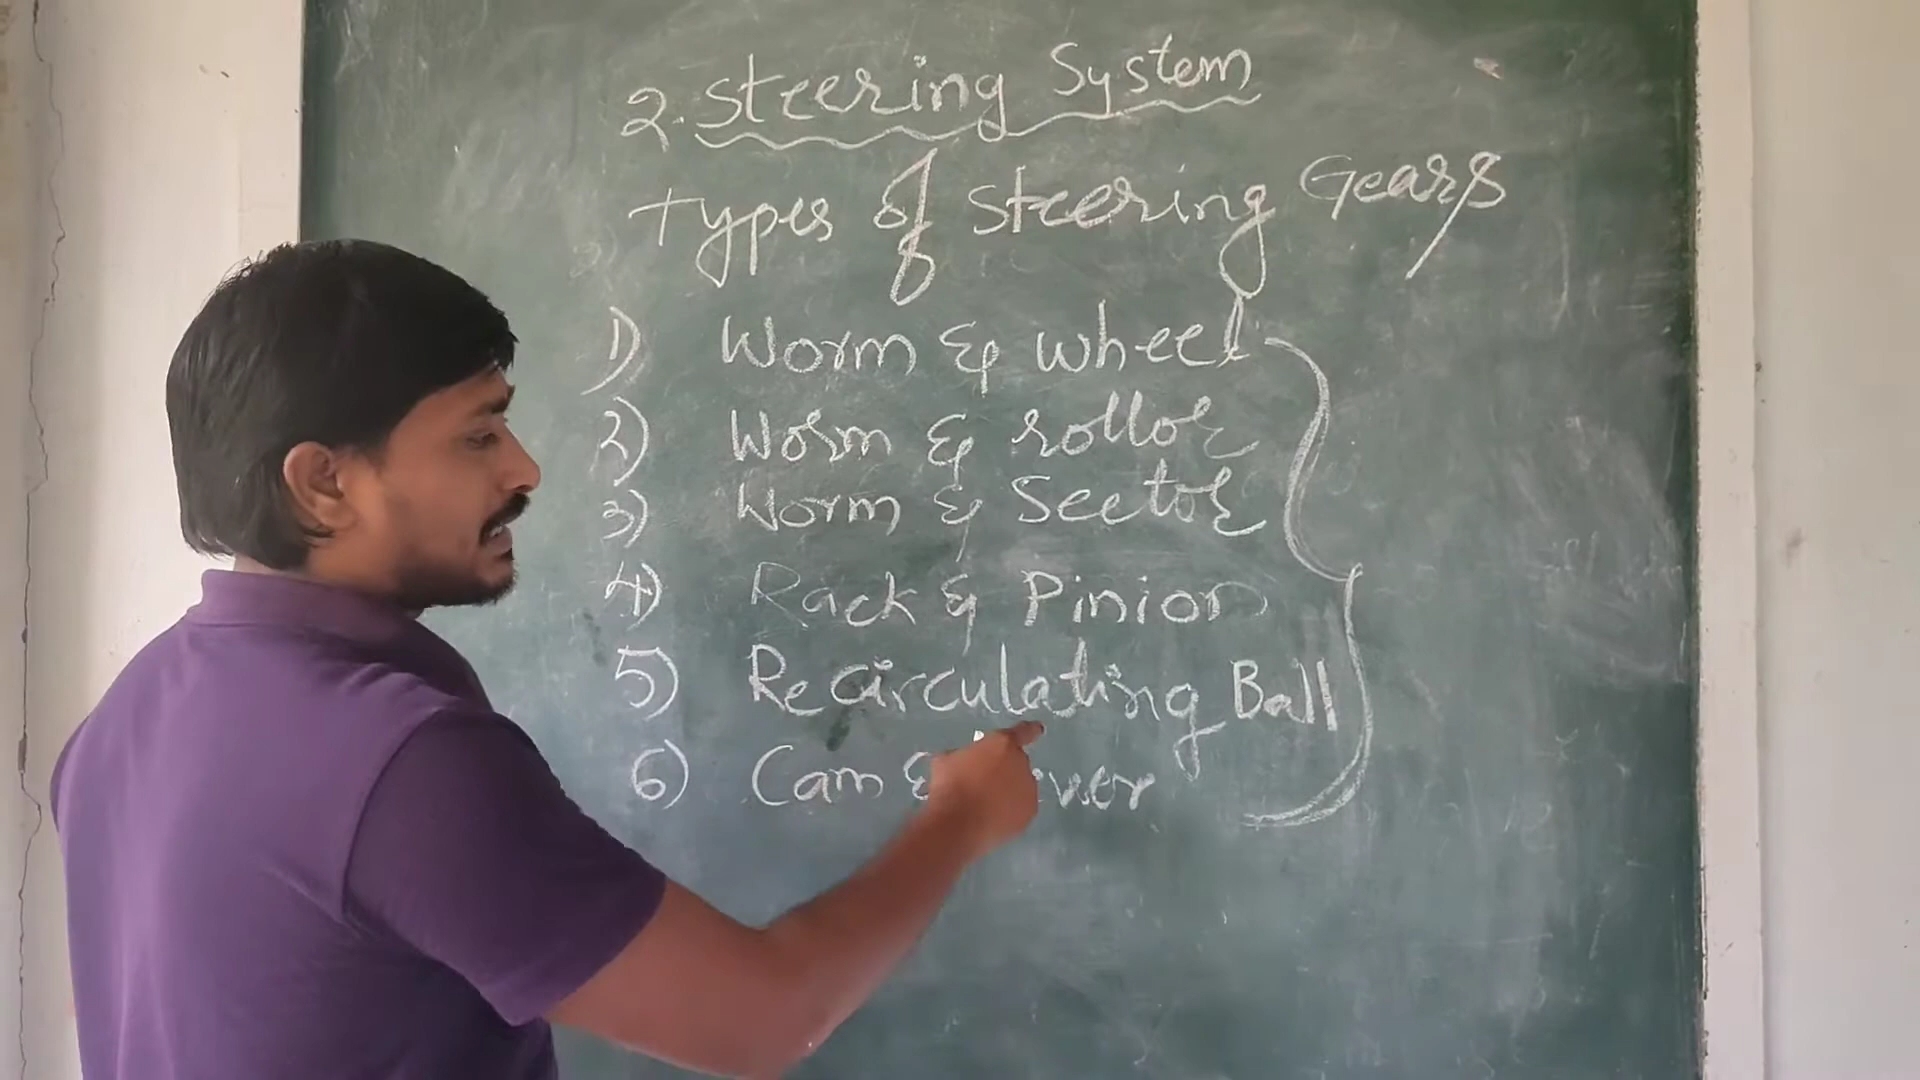 2. Steering System
Types of Steering Gears
1) Worm & wheel
2) Worm & roller
3) Worm & Sector
4) Rack & Pinion
5) Recirculating Ball
6) Cam &